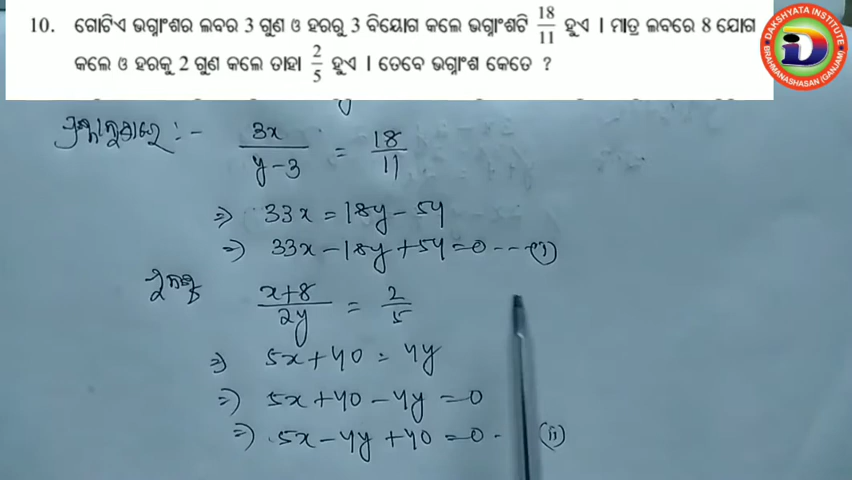 10. ଗୋଟିଏ ଭଗ୍ନାଂଶର ଲବର 3 ଗୁଣ ଓ ହରରୁ 3 ବିୟୋଗ କଲେ ଭଗ୍ନାଂଶଟି 18/11 ହୁଏ । ମାତ୍ର ଲବରେ 8 ଯୋଗ
କଲେ ଓ ହରକୁ 2 ଗୁଣ କଲେ ତାହା 2/5 ହୁଏ । ତେବେ ଭଗ୍ନାଂଶ କେତେ ?
DAKSHYATA INSTITUTE
BRAHMANASHASAN (GANJAM)
ପ୍ରଶ୍ନାନୁସାରେ :- 3x/(y-3) = 18/11
⇒ 33x = 18y - 54
⇒ 33x - 18y + 54 = 0 --- (i)
ପୁନଶ୍ଚ (x+8)/2y = 2/5
⇒ 5x + 40 = 4y
⇒ 5x + 40 - 4y = 0
⇒ 5x - 4y + 40 = 0 - (ii)